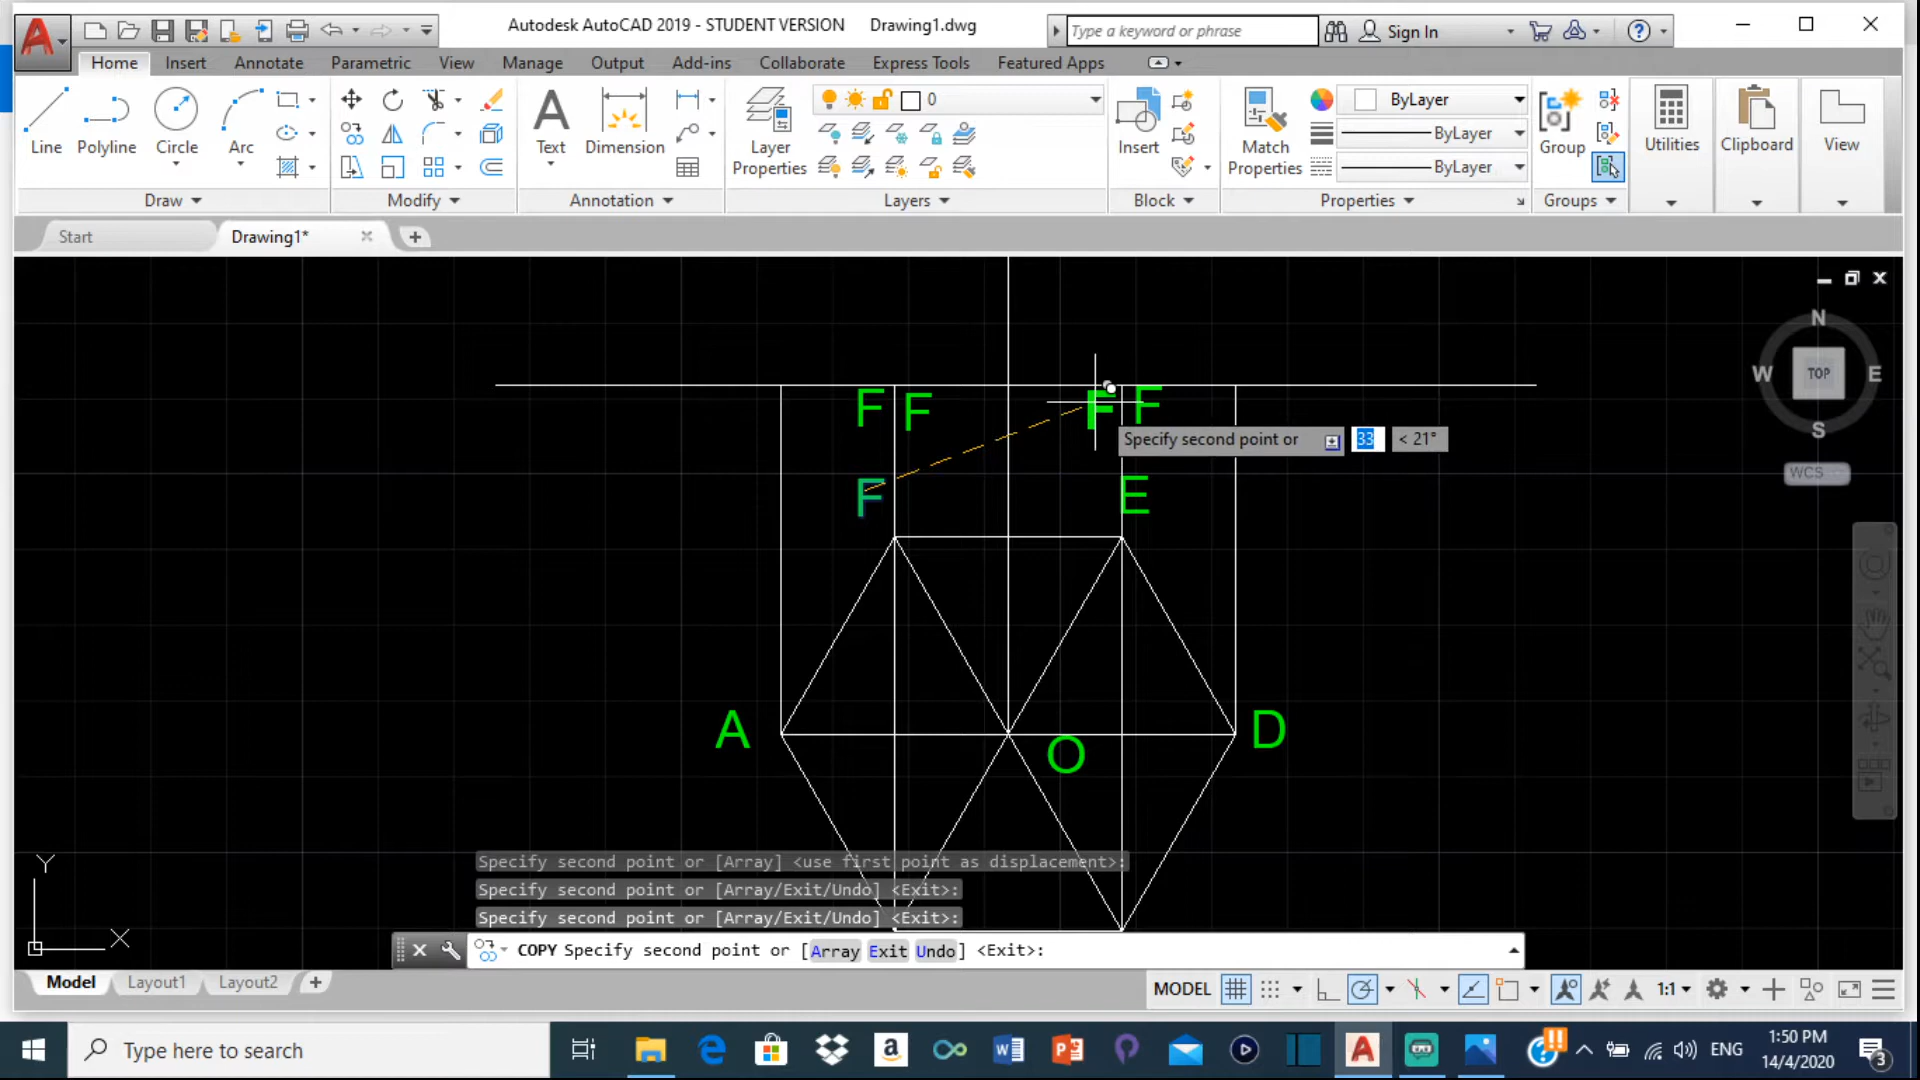 Autodesk AutoCAD 2019 - STUDENT VERSION Drawing1.dwg
Type a keyword or phrase
Sign In
Home Insert Annotate Parametric View Manage Output Add-ins Collaborate Express Tools Featured Apps
Line Polyline Circle Arc
Text Dimension
Layer Properties
0
Insert
Match Properties
ByLayer
ByLayer
ByLayer
Group
Utilities
Clipboard
View
Draw Modify Annotation Layers Block Properties Groups
Start Drawing1*
N
W TOP E
S
WCS
F F F F
Specify second point or 33 < 21°
F E
A O D
Y
X
Specify second point or [Array] <use first point as displacement>:
Specify second point or [Array/Exit/Undo] <Exit>:
Specify second point or [Array/Exit/Undo] <Exit>:
COPY Specify second point or [Array Exit Undo] <Exit>:
Model Layout1 Layout2
MODEL 1:1
Type here to search
ENG
1:50 PM
14/4/2020
3